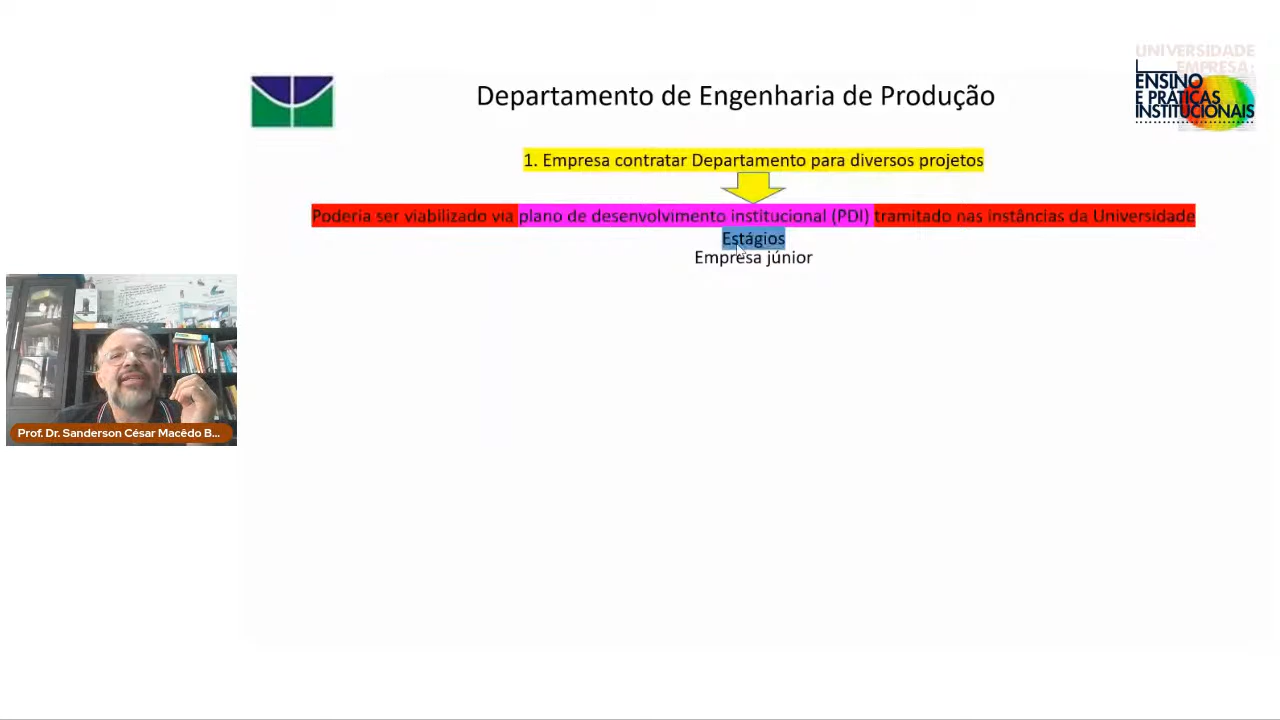 UNIVERSIDADE
EMPRESA:
ENSINO
E PRÁTICAS
INSTITUCIONAIS
Departamento de Engenharia de Produção
1. Empresa contratar Departamento para diversos projetos
Poderia ser viabilizado via plano de desenvolvimento institucional (PDI) tramitado nas instâncias da Universidade
Estágios
Empresa júnior
Prof. Dr. Sanderson César Macêdo B...